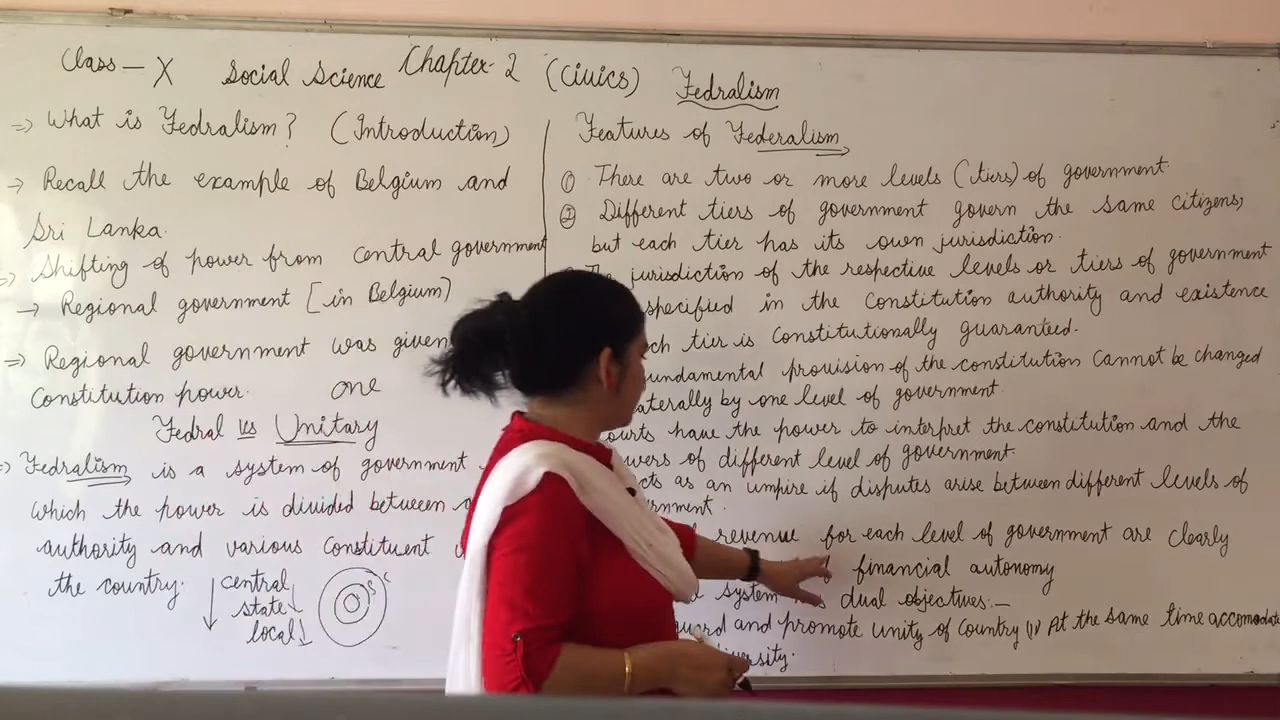 Class – X Social Science Chapter-2 (Civics) Fedralism
=> What is Fedralism? (Introduction)
→ Recall the example of Belgium and
Sri Lanka.
=> Shifting of power from central government
→ Regional government [in Belgium)
=> Regional government was given
Constitution power. one
Fedral vs Unitary
=> Fedralism is a system of government
which the power is divided between
authority and various constituent
the country.
central
state
local
Features of Federalism
① There are two or more levels (tiers) of government.
② Different tiers of government govern the same citizens,
but each tier has its own jurisdiction.
jurisdiction of the respective levels or tiers of government
specified in the Constitution authority and existence
tier is Constitutionally guaranteed.
provision of the constitution cannot be changed
by one level of government.
have the power to interpret the constitution and the
of different level of government.
as an umpire if disputes arise between different levels of
revenue for each level of government are clearly
financial autonomy
system dual objectives:–
and promote unity of Country (ii) At the same time accomodate